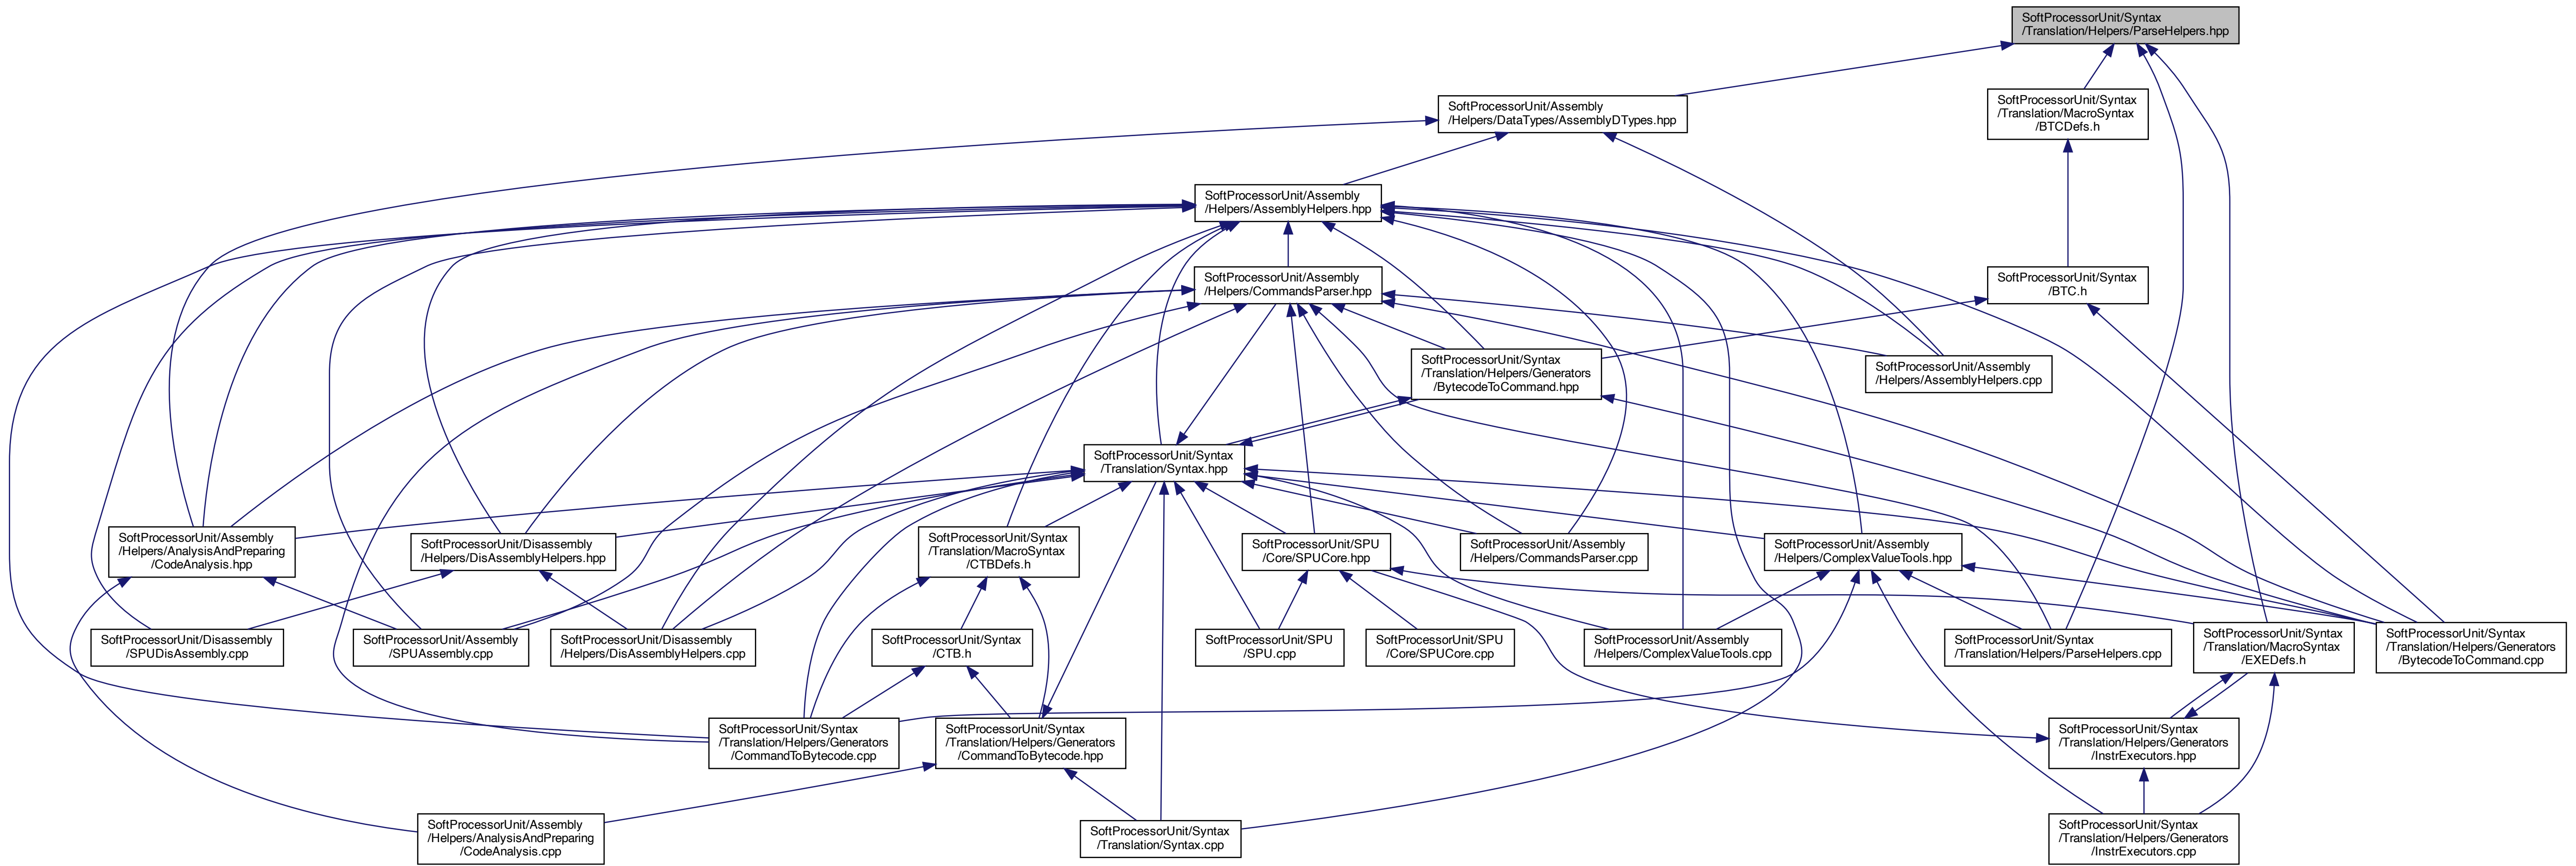 SoftProcessorUnit/Syntax
/Translation/Helpers/ParseHelpers.hpp
SoftProcessorUnit/Assembly
/Helpers/DataTypes/AssemblyDTypes.hpp
SoftProcessorUnit/Syntax
/Translation/MacroSyntax
/BTCDefs.h
SoftProcessorUnit/Assembly
/Helpers/AssemblyHelpers.hpp
SoftProcessorUnit/Assembly
/Helpers/CommandsParser.hpp
SoftProcessorUnit/Syntax
/BTC.h
SoftProcessorUnit/Syntax
/Translation/Helpers/Generators
/BytecodeToCommand.hpp
SoftProcessorUnit/Assembly
/Helpers/AssemblyHelpers.cpp
SoftProcessorUnit/Syntax
/Translation/Syntax.hpp
SoftProcessorUnit/Assembly
/Helpers/AnalysisAndPreparing
/CodeAnalysis.hpp
SoftProcessorUnit/Disassembly
/Helpers/DisAssemblyHelpers.hpp
SoftProcessorUnit/Syntax
/Translation/MacroSyntax
/CTBDefs.h
SoftProcessorUnit/SPU
/Core/SPUCore.hpp
SoftProcessorUnit/Assembly
/Helpers/CommandsParser.cpp
SoftProcessorUnit/Assembly
/Helpers/ComplexValueTools.hpp
SoftProcessorUnit/Disassembly
/SPUDisAssembly.cpp
SoftProcessorUnit/Assembly
/SPUAssembly.cpp
SoftProcessorUnit/Disassembly
/Helpers/DisAssemblyHelpers.cpp
SoftProcessorUnit/Syntax
/CTB.h
SoftProcessorUnit/SPU
/SPU.cpp
SoftProcessorUnit/SPU
/Core/SPUCore.cpp
SoftProcessorUnit/Assembly
/Helpers/ComplexValueTools.cpp
SoftProcessorUnit/Syntax
/Translation/Helpers/ParseHelpers.cpp
SoftProcessorUnit/Syntax
/Translation/MacroSyntax
/EXEDefs.h
SoftProcessorUnit/Syntax
/Translation/Helpers/Generators
/BytecodeToCommand.cpp
SoftProcessorUnit/Syntax
/Translation/Helpers/Generators
/CommandToBytecode.cpp
SoftProcessorUnit/Syntax
/Translation/Helpers/Generators
/CommandToBytecode.hpp
SoftProcessorUnit/Syntax
/Translation/Helpers/Generators
/InstrExecutors.hpp
SoftProcessorUnit/Assembly
/Helpers/AnalysisAndPreparing
/CodeAnalysis.cpp
SoftProcessorUnit/Syntax
/Translation/Syntax.cpp
SoftProcessorUnit/Syntax
/Translation/Helpers/Generators
/InstrExecutors.cpp